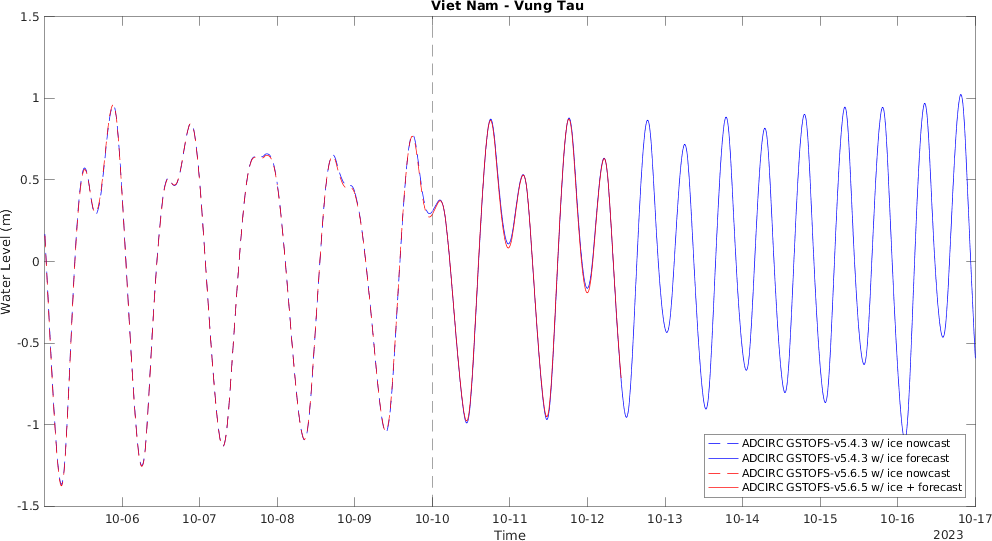 Viet Nam - Vung Tau
1.5
1
0.5
0
-0.5
-1
-1.5
Water Level (m)
ADCIRC GSTOFS-v5.4.3 w/ ice nowcast
ADCIRC GSTOFS-v5.4.3 w/ ice forecast
ADCIRC GSTOFS-v5.6.5 w/ ice nowcast
ADCIRC GSTOFS-v5.6.5 w/ ice + forecast
10-06 10-07 10-08 10-09 10-10 10-11 10-12 10-13 10-14 10-15 10-16 10-17
Time
2023